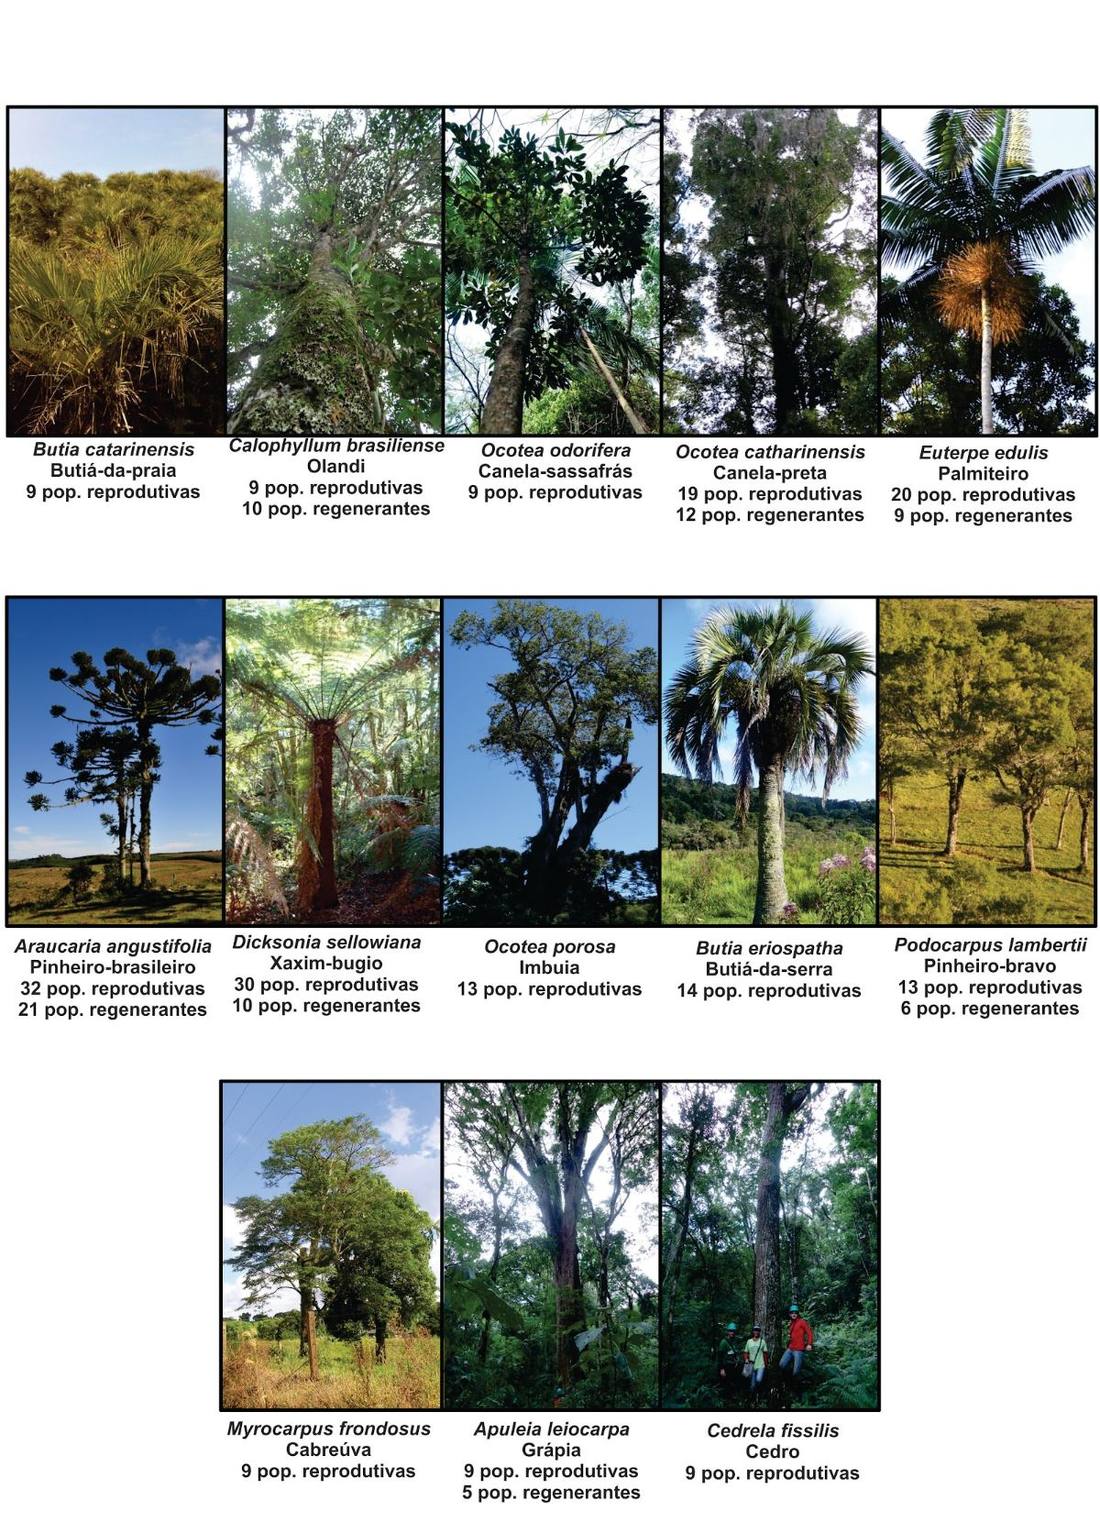 Butia catarinensis
Butiá-da-praia
9 pop. reprodutivas
Calophyllum brasiliense
Olandi
9 pop. reprodutivas
10 pop. regenerantes
Ocotea odorifera
Canela-sassafrás
9 pop. reprodutivas
Ocotea catharinensis
Canela-preta
19 pop. reprodutivas
12 pop. regenerantes
Euterpe edulis
Palmiteiro
20 pop. reprodutivas
9 pop. regenerantes
Araucaria angustifolia
Pinheiro-brasileiro
32 pop. reprodutivas
21 pop. regenerantes
Dicksonia sellowiana
Xaxim-bugio
30 pop. reprodutivas
10 pop. regenerantes
Ocotea porosa
Imbuia
13 pop. reprodutivas
Butia eriospatha
Butiá-da-serra
14 pop. reprodutivas
Podocarpus lambertii
Pinheiro-bravo
13 pop. reprodutivas
6 pop. regenerantes
Myrocarpus frondosus
Cabreúva
9 pop. reprodutivas
Apuleia leiocarpa
Grápia
9 pop. reprodutivas
5 pop. regenerantes
Cedrela fissilis
Cedro
9 pop. reprodutivas